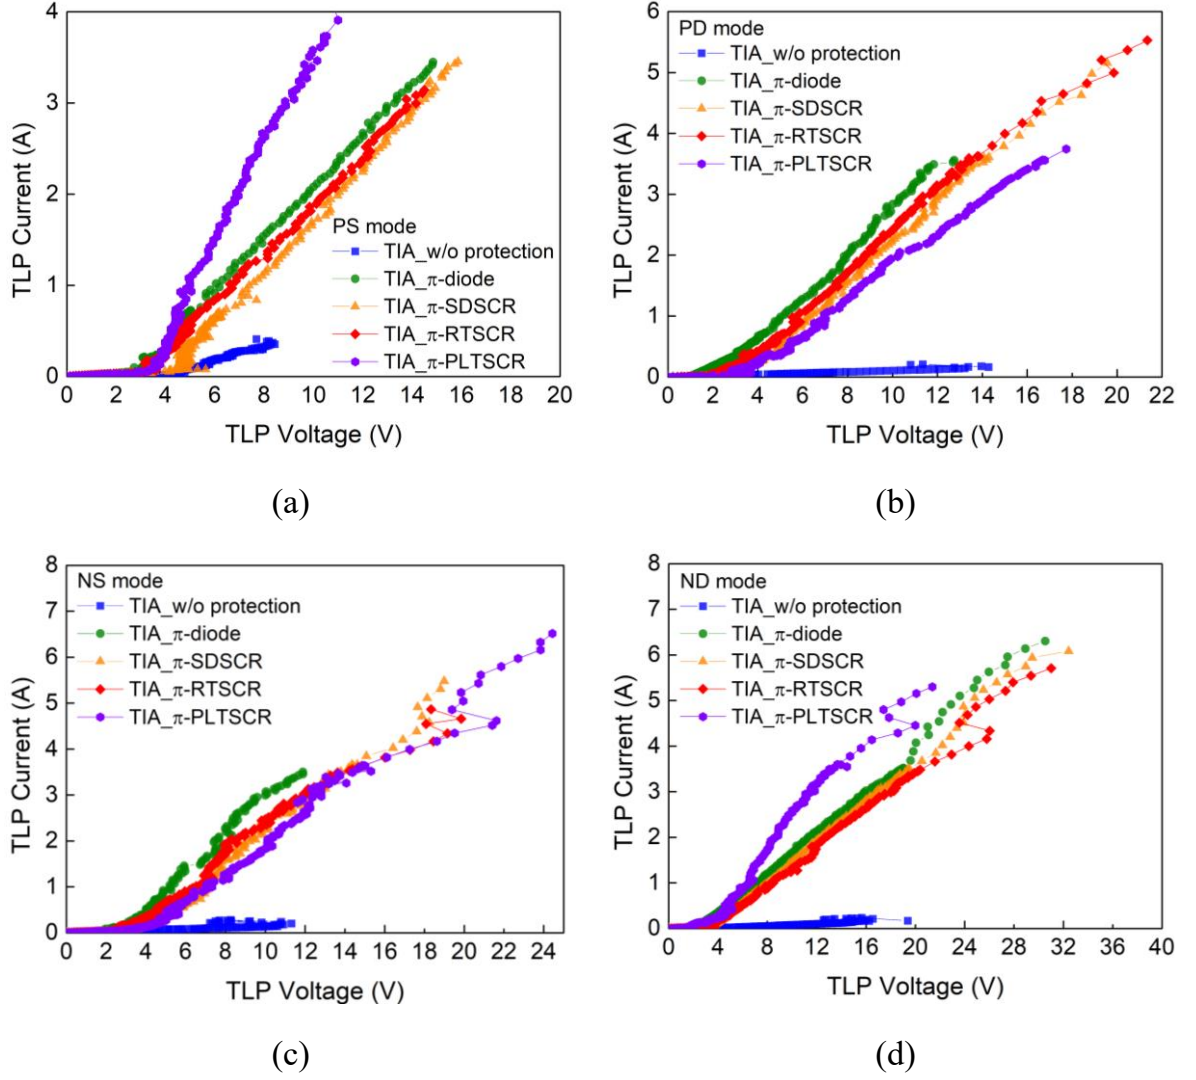 4
3
2
1
0
TLP Current (A)
PS mode
TIA_w/o protection
TIA_π-diode
TIA_π-SDSCR
TIA_π-RTSCR
TIA_π-PLTSCR
0 2 4 6 8 10 12 14 16 18 20
TLP Voltage (V)
(a)
6
5
4
3
2
1
0
TLP Current (A)
PD mode
TIA_w/o protection
TIA_π-diode
TIA_π-SDSCR
TIA_π-RTSCR
TIA_π-PLTSCR
0 2 4 6 8 10 12 14 16 18 20 22
TLP Voltage (V)
(b)
8
7
6
5
4
3
2
1
0
TLP Current (A)
NS mode
TIA_w/o protection
TIA_π-diode
TIA_π-SDSCR
TIA_π-RTSCR
TIA_π-PLTSCR
0 2 4 6 8 10 12 14 16 18 20 22 24
TLP Voltage (V)
(c)
8
7
6
5
4
3
2
1
0
TLP Current (A)
ND mode
TIA_w/o protection
TIA_π-diode
TIA_π-SDSCR
TIA_π-RTSCR
TIA_π-PLTSCR
0 4 8 12 16 20 24 28 32 36 40
TLP Voltage (V)
(d)